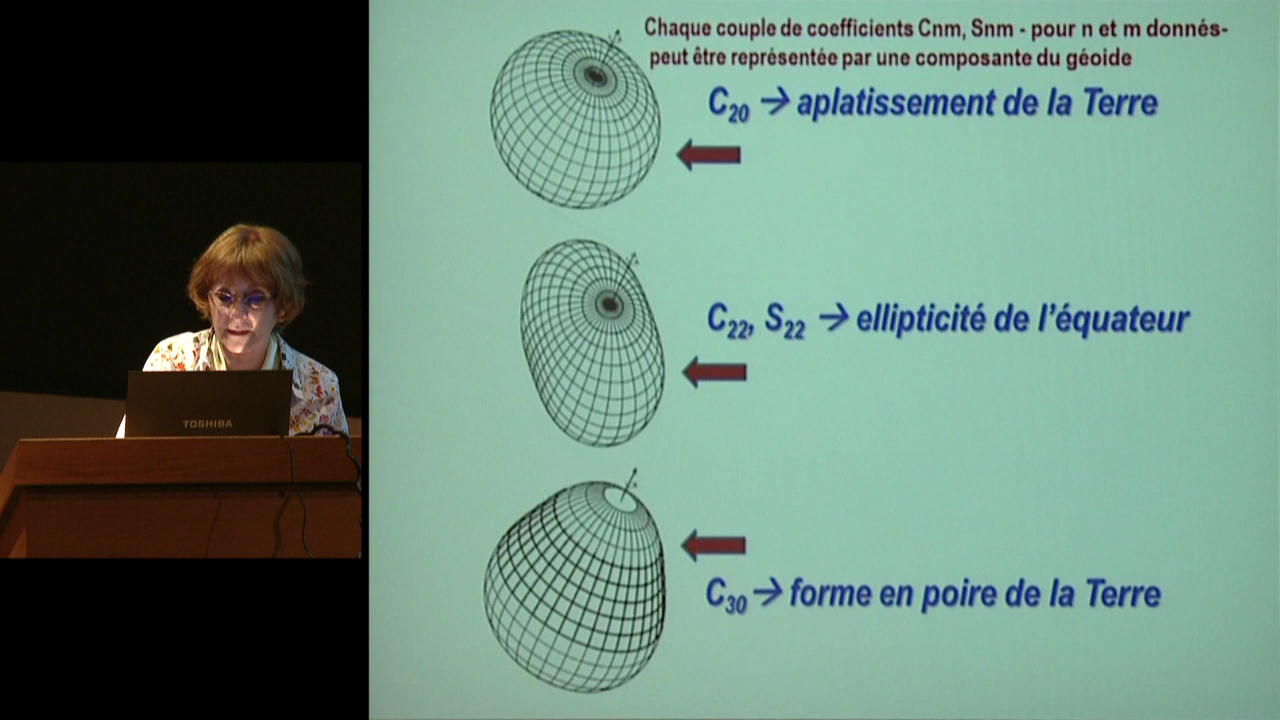 Chaque couple de coefficients Cnm, Snm - pour n et m donnés-
peut être représentée par une composante du géoide
C20 → aplatissement de la Terre
C22, S22 → ellipticité de l'équateur
C30 → forme en poire de la Terre
TOSHIBA